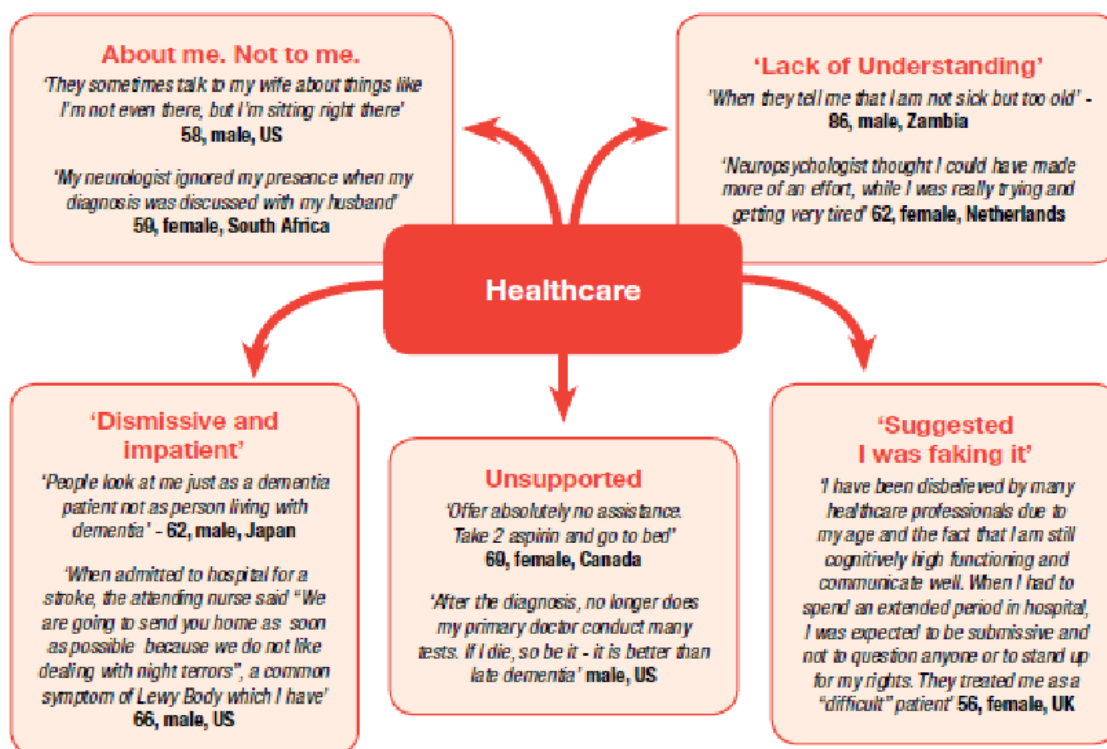 About me. Not to me.
‘They sometimes talk to my wife about things like
I’m not even there, but I’m sitting right there’
58, male, US
‘My neurologist ignored my presence when my
diagnosis was discussed with my husband’
59, female, South Africa
‘Lack of Understanding’
‘When they tell me that I am not sick but too old’ -
86, male, Zambia
‘Neuropsychologist thought I could have made
more of an effort, while I was really trying and
getting very tired’ 62, female, Netherlands
Healthcare
‘Dismissive and
impatient’
‘People look at me just as a dementia
patient not as person living with
dementia’ - 62, male, Japan
‘When admitted to hospital for a
stroke, the attending nurse said “We
are going to send you home as soon
as possible because we do not like
dealing with night terrors”, a common
symptom of Lewy Body which I have’
66, male, US
Unsupported
‘Offer absolutely no assistance.
Take 2 aspirin and go to bed”
69, female, Canada
‘After the diagnosis, no longer does
my primary doctor conduct many
tests. If I die, so be it - it is better than
late dementia’ male, US
‘Suggested
I was faking it’
‘I have been disbelieved by many
healthcare professionals due to
my age and the fact that I am still
cognitively high functioning and
communicate well. When I had to
spend an extended period in hospital,
I was expected to be submissive and
not to question anyone or to stand up
for my rights. They treated me as a
“difficult” patient’ 56, female, UK